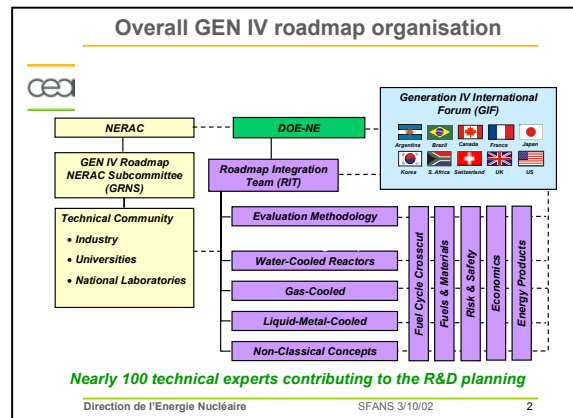 Overall GEN IV roadmap organisation
cea
NERAC
DOE-NE
Generation IV International
Forum (GIF)
Argentina Brazil Canada France Japan
Korea S. Africa Switzerland UK US
GEN IV Roadmap
NERAC Subcommittee
(GRNS)
Roadmap Integration
Team (RIT)
Technical Community
• Industry
• Universities
• National Laboratories
Evaluation Methodology
Water-Cooled Reactors
Gas-Cooled
Liquid-Metal-Cooled
Non-Classical Concepts
Fuel Cycle Crosscut
Fuels & Materials
Risk & Safety
Economics
Energy Products
Nearly 100 technical experts contributing to the R&D planning
Direction de l'Energie Nucléaire SFANS 3/10/02 2